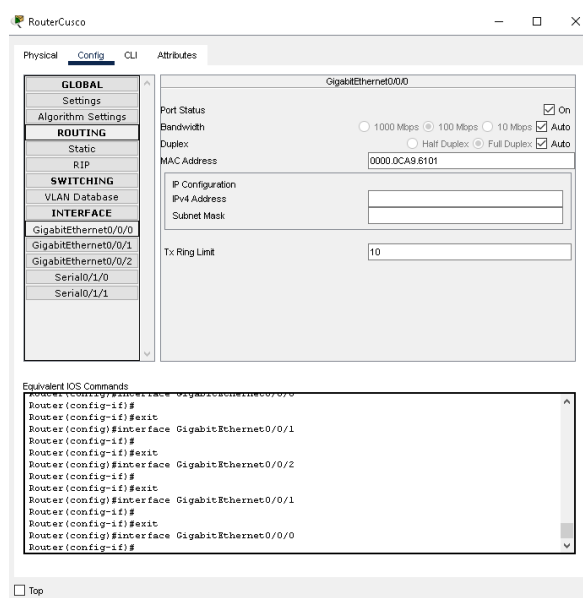 RouterCusco
Physical Config CLI Attributes
GLOBAL
Settings
Algorithm Settings
ROUTING
Static
RIP
SWITCHING
VLAN Database
INTERFACE
GigabitEthernet0/0/0
GigabitEthernet0/0/1
GigabitEthernet0/0/2
Serial0/1/0
Serial0/1/1
GigabitEthernet0/0/0
Port Status On
Bandwidth 1000 Mbps 100 Mbps 10 Mbps Auto
Duplex Half Duplex Full Duplex Auto
MAC Address 0000.0CA9.6101
IP Configuration
IPv4 Address
Subnet Mask
Tx Ring Limit 10
Equivalent IOS Commands
Router(config)#interface GigabitEthernet0/0/0
Router(config-if)#
Router(config-if)#exit
Router(config)#interface GigabitEthernet0/0/1
Router(config-if)#
Router(config-if)#exit
Router(config)#interface GigabitEthernet0/0/2
Router(config-if)#
Router(config-if)#exit
Router(config)#interface GigabitEthernet0/0/1
Router(config-if)#
Router(config-if)#exit
Router(config)#interface GigabitEthernet0/0/0
Router(config-if)#
Top